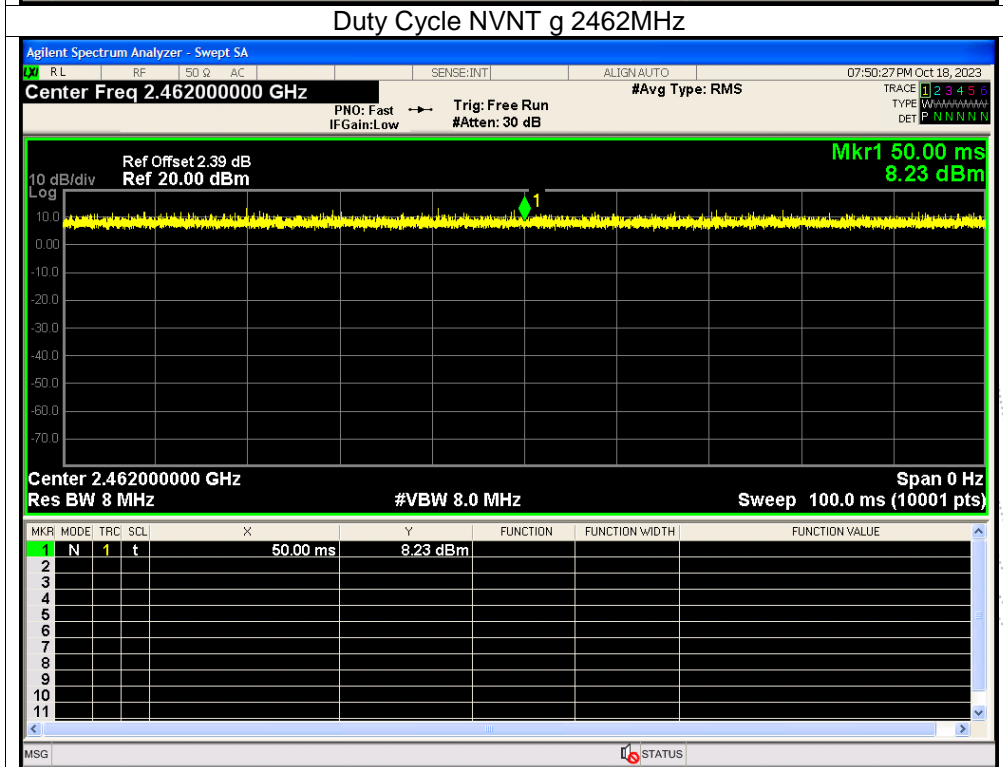 Duty Cycle NVNT g 2462MHz
Agilent Spectrum Analyzer - Swept SA
LXI RL RF 50 Ω AC SENSE:INT ALIGN AUTO 07:50:27 PM Oct 18, 2023
Center Freq 2.462000000 GHz #Avg Type: RMS TRACE 1 2 3 4 5 6
PNO: Fast Trig: Free Run TYPE W
IFGain:Low #Atten: 30 dB DET P N N N N N
Mkr1 50.00 ms
Ref Offset 2.39 dB
10 dB/div Ref 20.00 dBm 8.23 dBm
Log
1
10.0
0.00
-10.0
-20.0
-30.0
-40.0
-50.0
-60.0
-70.0
Center 2.462000000 GHz Span 0 Hz
Res BW 8 MHz #VBW 8.0 MHz Sweep 100.0 ms (10001 pts)
MKR MODE TRC SCL X Y FUNCTION FUNCTION WIDTH FUNCTION VALUE
1 N 1 t 50.00 ms 8.23 dBm
2
3
4
5
6
7
8
9
10
11
MSG STATUS